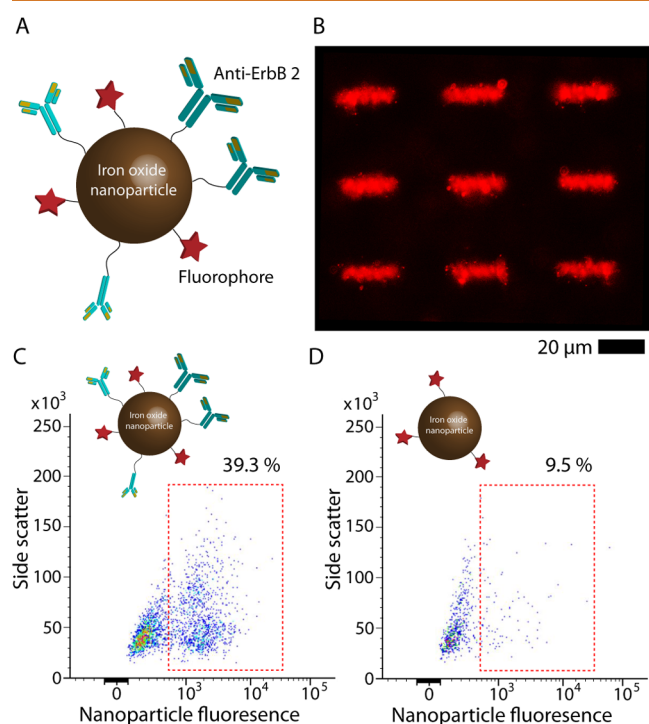 A
Anti-ErbB 2
Iron oxide
nanoparticle
Fluorophore
B
20 µm
C
Iron oxide
nanoparticle
39.3 %
x10³
250
200
150
100
50
0
Side scatter
0 10³ 10⁴ 10⁵
Nanoparticle fluoresence
D
Iron oxide
nanoparticle
9.5 %
x10³
250
200
150
100
50
0
Side scatter
0 10³ 10⁴ 10⁵
Nanoparticle fluoresence